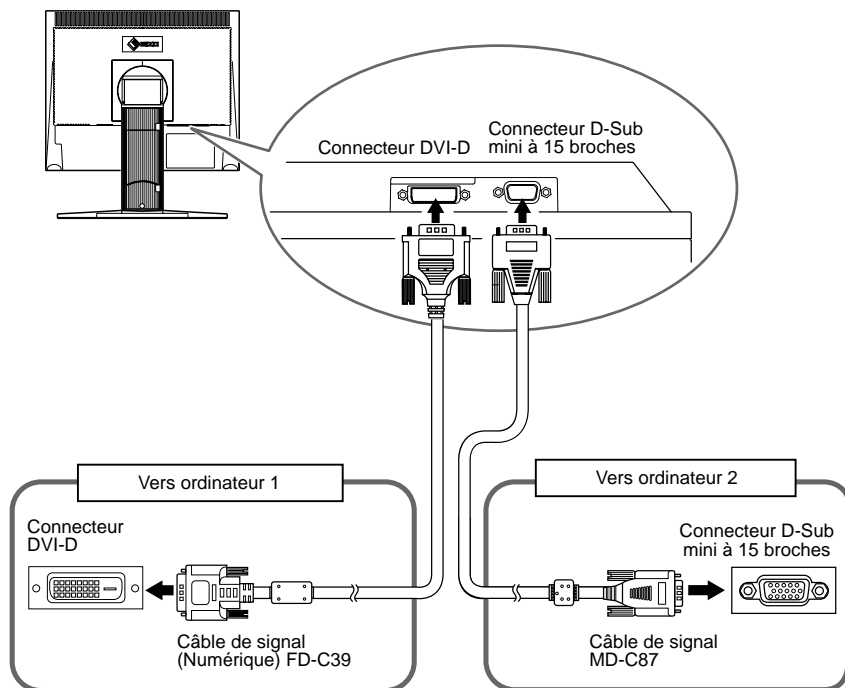 EIZO
Connecteur DVI-D
Connecteur D-Sub
mini à 15 broches
Vers ordinateur 1
Connecteur
DVI-D
Câble de signal
(Numérique) FD-C39
Vers ordinateur 2
Connecteur D-Sub
mini à 15 broches
Câble de signal
MD-C87